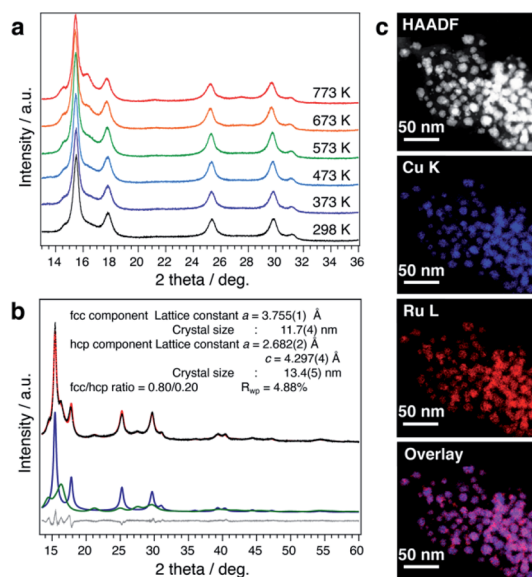 a
Intensity / a.u.
773 K
673 K
573 K
473 K
373 K
298 K
14 16 18 20 22 24 26 28 30 32 34 36
2 theta / deg.
b
Intensity / a.u.
fcc component Lattice constant a = 3.755(1) Å
Crystal size : 11.7(4) nm
hcp component Lattice constant a = 2.682(2) Å
c = 4.297(4) Å
Crystal size : 13.4(5) nm
fcc/hcp ratio = 0.80/0.20 Rwp = 4.88%
15 20 25 30 35 40 45 50 55 60
2 theta / deg.
c
HAADF
50 nm
Cu K
50 nm
Ru L
50 nm
Overlay
50 nm